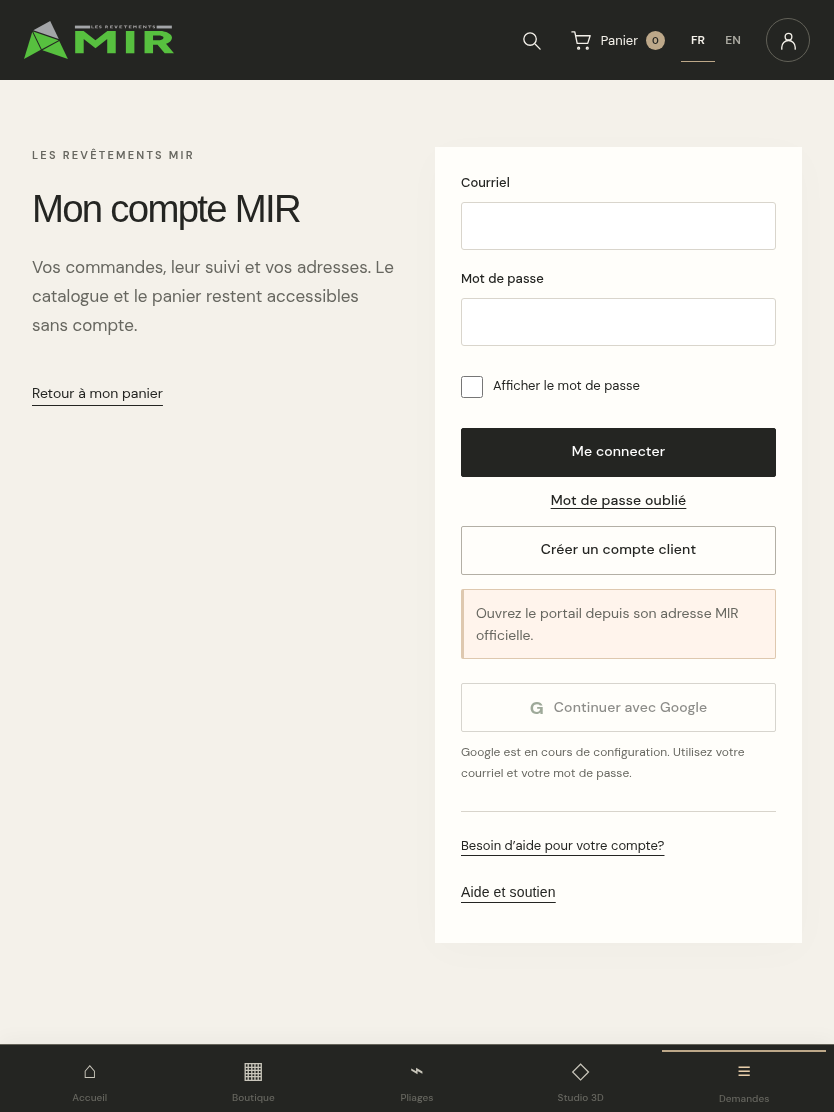 LES REVÊTEMENTS
MIR
Panier 0 FR EN
LES REVÊTEMENTS MIR
Mon compte MIR
Vos commandes, leur suivi et vos adresses. Le
catalogue et le panier restent accessibles
sans compte.
Retour à mon panier
Courriel
Mot de passe
Afficher le mot de passe
Me connecter
Mot de passe oublié
Créer un compte client
Ouvrez le portail depuis son adresse MIR
officielle.
G Continuer avec Google
Google est en cours de configuration. Utilisez votre
courriel et votre mot de passe.
Besoin d’aide pour votre compte?
Aide et soutien
Accueil Boutique Pliages Studio 3D Demandes